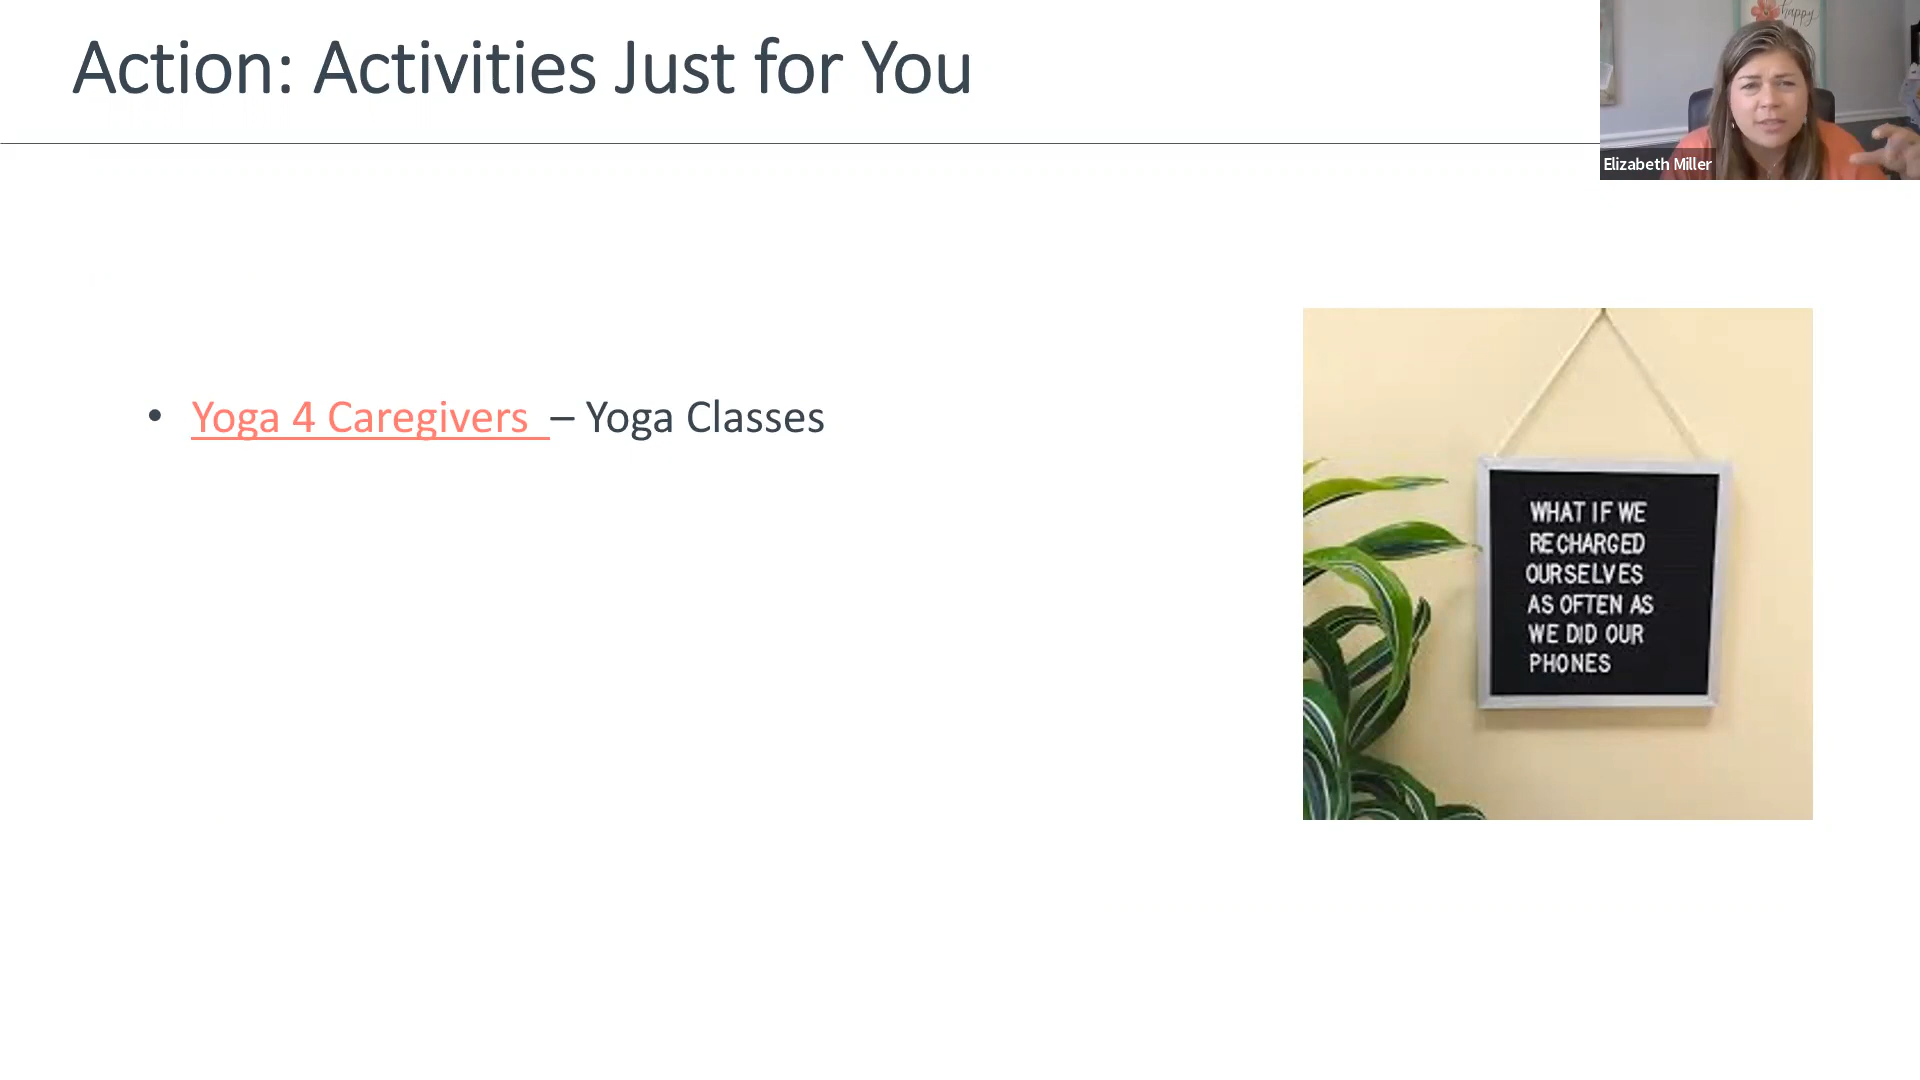 Action: Activities Just for You
happy
Elizabeth Miller
• Yoga 4 Caregivers – Yoga Classes
WHAT IF WE
RECHARGED
OURSELVES
AS OFTEN AS
WE DID OUR
PHONES